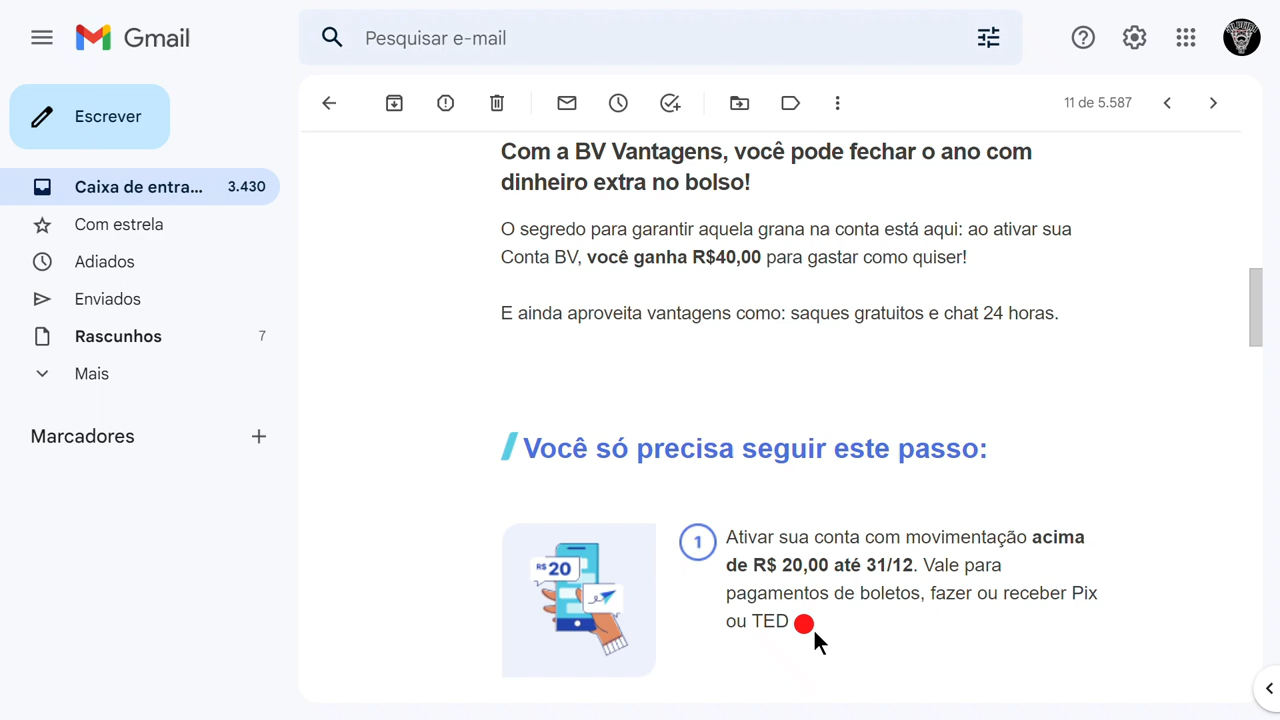 Gmail
Pesquisar e-mail
Escrever
11 de 5.587
Caixa de entra... 3.430
Com estrela
Adiados
Enviados
Rascunhos 7
Mais
Marcadores
Com a BV Vantagens, você pode fechar o ano com
dinheiro extra no bolso!
O segredo para garantir aquela grana na conta está aqui: ao ativar sua
Conta BV, você ganha R$40,00 para gastar como quiser!
E ainda aproveita vantagens como: saques gratuitos e chat 24 horas.
Você só precisa seguir este passo:
R$ 20
1
Ativar sua conta com movimentação acima
de R$ 20,00 até 31/12. Vale para
pagamentos de boletos, fazer ou receber Pix
ou TED